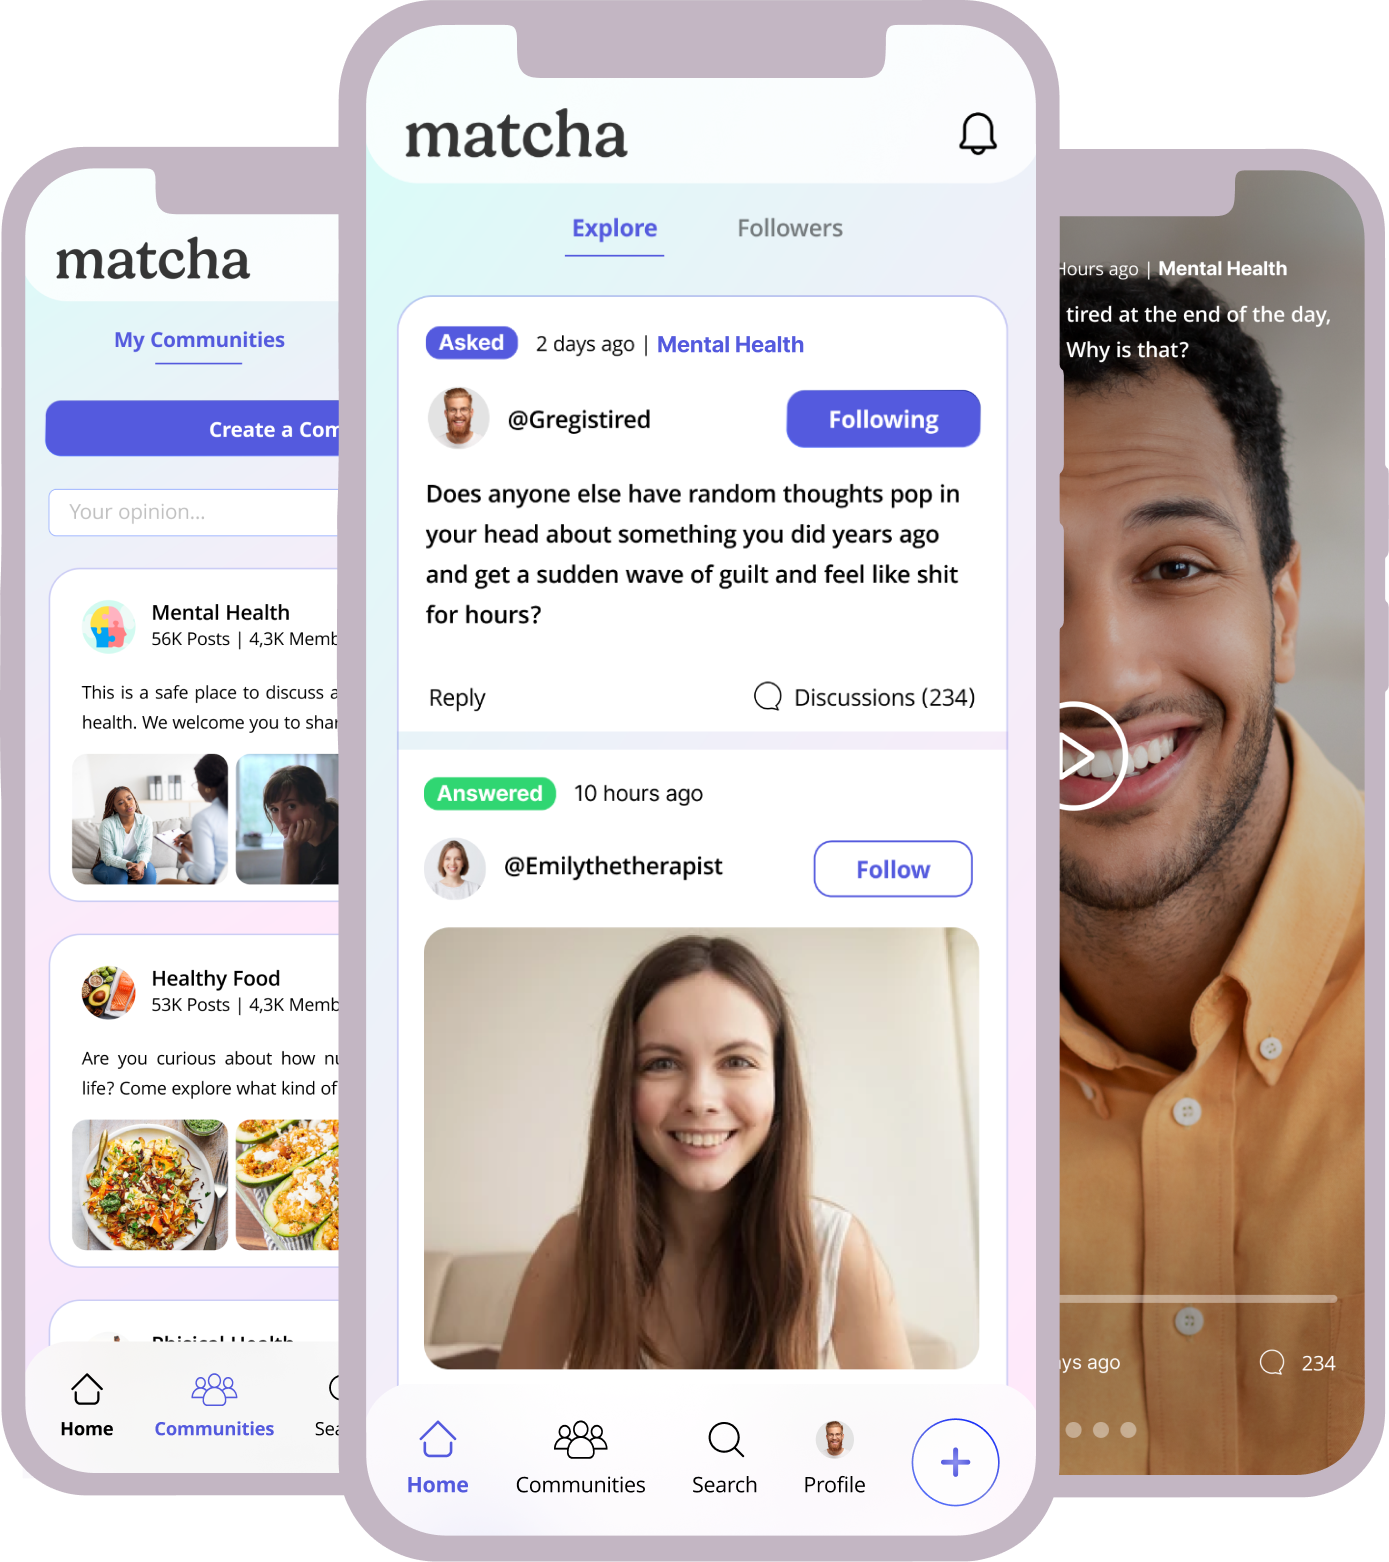 matcha
My Communities
Create a Com
Your opinion...
Mental Health
56K Posts | 4,3K Memb
This is a safe place to discuss a
health. We welcome you to shar
Healthy Food
53K Posts | 4,3K Memb
Are you curious about how nu
life? Come explore what kind of
Phisical Health
Home
Communities
Sea
matcha
Explore
Followers
Asked 2 days ago | Mental Health
@Gregistired
Following
Does anyone else have random thoughts pop in
your head about something you did years ago
and get a sudden wave of guilt and feel like shit
for hours?
Reply
Discussions (234)
Answered 10 hours ago
@Emilythetherapist
Follow
Home
Communities
Search
Profile
Hours ago | Mental Health
tired at the end of the day,
Why is that?
ys ago
234